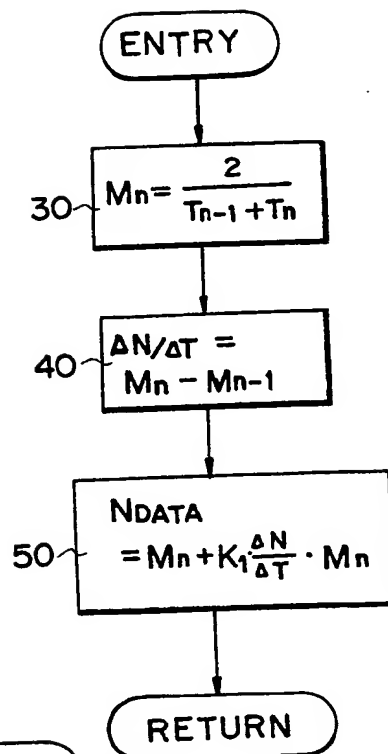 ENTRY
30 Mn = 2 / (Tn-1 + Tn)
40 ΔN/ΔT =
Mn − Mn-1
50 NDATA
= Mn + K1· ΔN/ΔT · Mn
RETURN